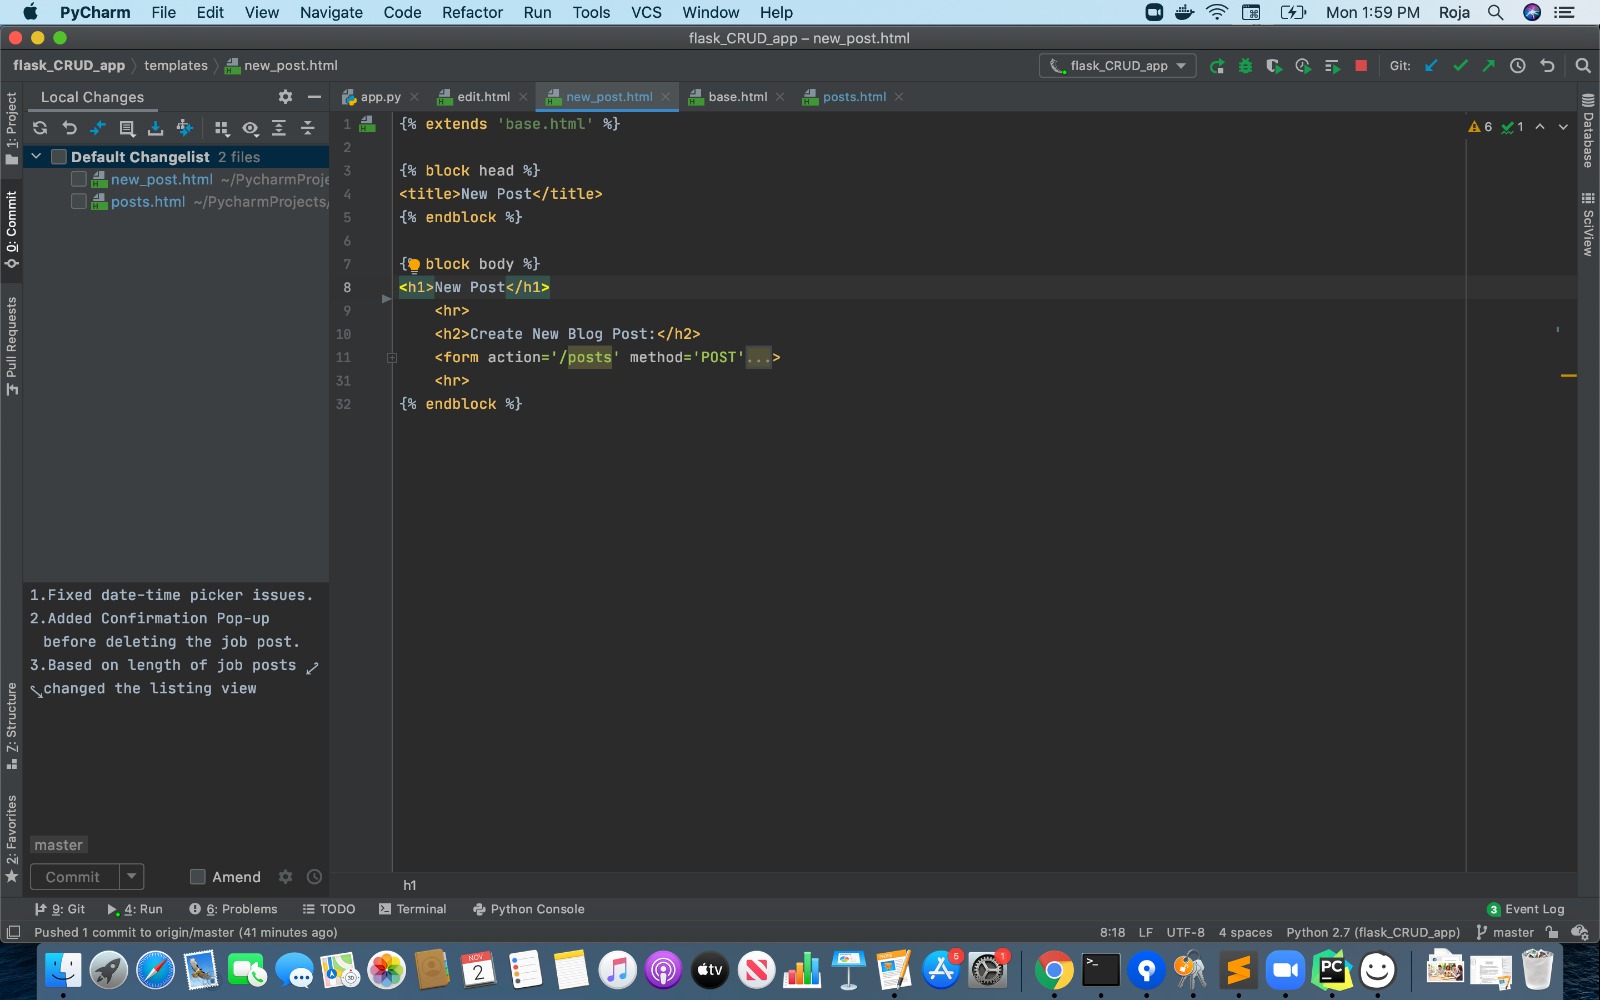 PyCharm File Edit View Navigate Code Refactor Run Tools VCS Window Help Mon 1:59 PM Roja
flask_CRUD_app – new_post.html
flask_CRUD_app templates new_post.html flask_CRUD_app Git:
Local Changes
app.py edit.html new_post.html base.html posts.html
1: Project
0: Commit
Pull Requests
Z: Structure
2: Favorites
Default Changelist 2 files
new_post.html ~/PycharmProje
posts.html ~/PycharmProjects/
1.Fixed date-time picker issues.
2.Added Confirmation Pop-up
before deleting the job post.
3.Based on length of job posts
changed the listing view
master
Commit Amend
1 {% extends 'base.html' %}
2
3 {% block head %}
4 <title>New Post</title>
5 {% endblock %}
6
7 { block body %}
8 <h1>New Post</h1>
9 <hr>
10 <h2>Create New Blog Post:</h2>
11 <form action='/posts' method='POST'...>
31 <hr>
32 {% endblock %}
6 1
Database
SciView
h1
9: Git 4: Run 6: Problems TODO Terminal Python Console 3 Event Log
Pushed 1 commit to origin/master (41 minutes ago) 8:18 LF UTF-8 4 spaces Python 2.7 (flask_CRUD_app) master
NOV
2
3D
tv
5
1
>_
PC